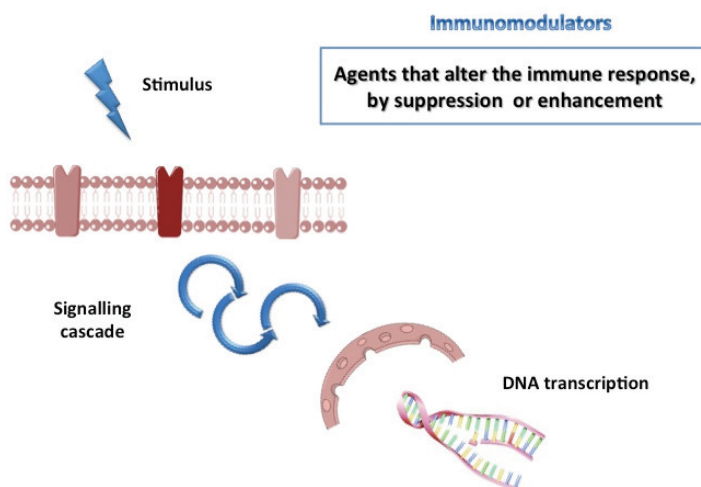 Immunomodulators
Agents that alter the immune response,
by suppression or enhancement
Stimulus
Signalling
cascade
DNA transcription